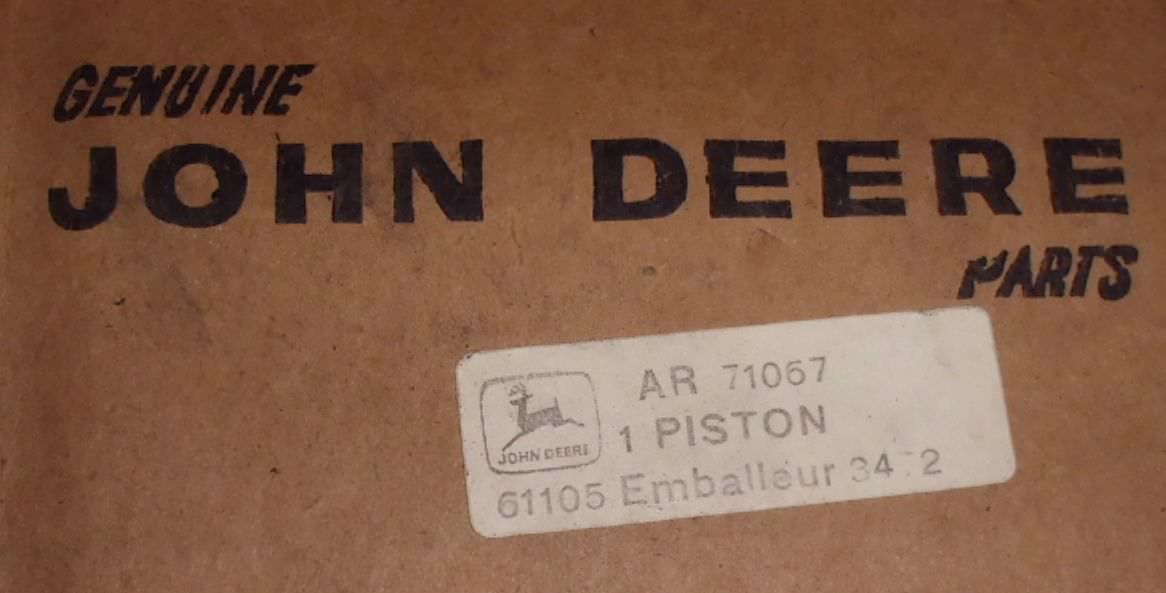 GENUINE
JOHN DEERE
PARTS
JOHN DEERE
AR 71067
1 PISTON
61105 Emballeur